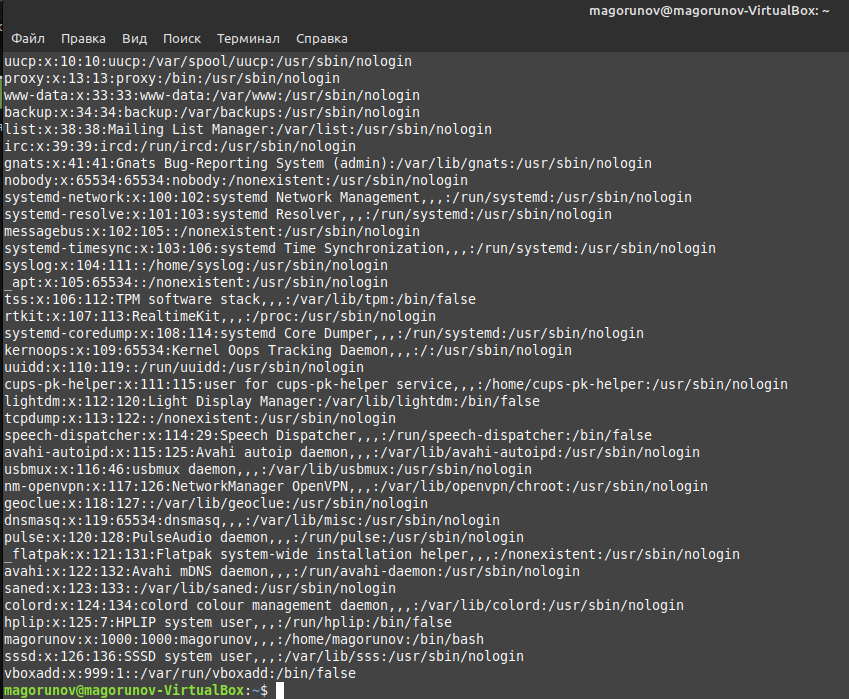 magorunov@magorunov-VirtualBox: ~
Файл Правка Вид Поиск Терминал Справка
uucp:x:10:10:uucp:/var/spool/uucp:/usr/sbin/nologin
proxy:x:13:13:proxy:/bin:/usr/sbin/nologin
www-data:x:33:33:www-data:/var/www:/usr/sbin/nologin
backup:x:34:34:backup:/var/backups:/usr/sbin/nologin
list:x:38:38:Mailing List Manager:/var/list:/usr/sbin/nologin
irc:x:39:39:ircd:/run/ircd:/usr/sbin/nologin
gnats:x:41:41:Gnats Bug-Reporting System (admin):/var/lib/gnats:/usr/sbin/nologin
nobody:x:65534:65534:nobody:/nonexistent:/usr/sbin/nologin
systemd-network:x:100:102:systemd Network Management,,,:/run/systemd:/usr/sbin/nologin
systemd-resolve:x:101:103:systemd Resolver,,,:/run/systemd:/usr/sbin/nologin
messagebus:x:102:105::/nonexistent:/usr/sbin/nologin
systemd-timesync:x:103:106:systemd Time Synchronization,,,:/run/systemd:/usr/sbin/nologin
syslog:x:104:111::/home/syslog:/usr/sbin/nologin
_apt:x:105:65534::/nonexistent:/usr/sbin/nologin
tss:x:106:112:TPM software stack,,,:/var/lib/tpm:/bin/false
rtkit:x:107:113:RealtimeKit,,,:/proc:/usr/sbin/nologin
systemd-coredump:x:108:114:systemd Core Dumper,,,:/run/systemd:/usr/sbin/nologin
kernoops:x:109:65534:Kernel Oops Tracking Daemon,,,:/:/usr/sbin/nologin
uuidd:x:110:119::/run/uuidd:/usr/sbin/nologin
cups-pk-helper:x:111:115:user for cups-pk-helper service,,,:/home/cups-pk-helper:/usr/sbin/nologin
lightdm:x:112:120:Light Display Manager:/var/lib/lightdm:/bin/false
tcpdump:x:113:122::/nonexistent:/usr/sbin/nologin
speech-dispatcher:x:114:29:Speech Dispatcher,,,:/run/speech-dispatcher:/bin/false
avahi-autoipd:x:115:125:Avahi autoip daemon,,,:/var/lib/avahi-autoipd:/usr/sbin/nologin
usbmux:x:116:46:usbmux daemon,,,:/var/lib/usbmux:/usr/sbin/nologin
nm-openvpn:x:117:126:NetworkManager OpenVPN,,,:/var/lib/openvpn/chroot:/usr/sbin/nologin
geoclue:x:118:127::/var/lib/geoclue:/usr/sbin/nologin
dnsmasq:x:119:65534:dnsmasq,,,:/var/lib/misc:/usr/sbin/nologin
pulse:x:120:128:PulseAudio daemon,,,:/run/pulse:/usr/sbin/nologin
_flatpak:x:121:131:Flatpak system-wide installation helper,,,:/nonexistent:/usr/sbin/nologin
avahi:x:122:132:Avahi mDNS daemon,,,:/run/avahi-daemon:/usr/sbin/nologin
saned:x:123:133::/var/lib/saned:/usr/sbin/nologin
colord:x:124:134:colord colour management daemon,,,:/var/lib/colord:/usr/sbin/nologin
hplip:x:125:7:HPLIP system user,,,:/run/hplip:/bin/false
magorunov:x:1000:1000:magorunov,,,:/home/magorunov:/bin/bash
sssd:x:126:136:SSSD system user,,,:/var/lib/sss:/usr/sbin/nologin
vboxadd:x:999:1::/var/run/vboxadd:/bin/false
magorunov@magorunov-VirtualBox:~$